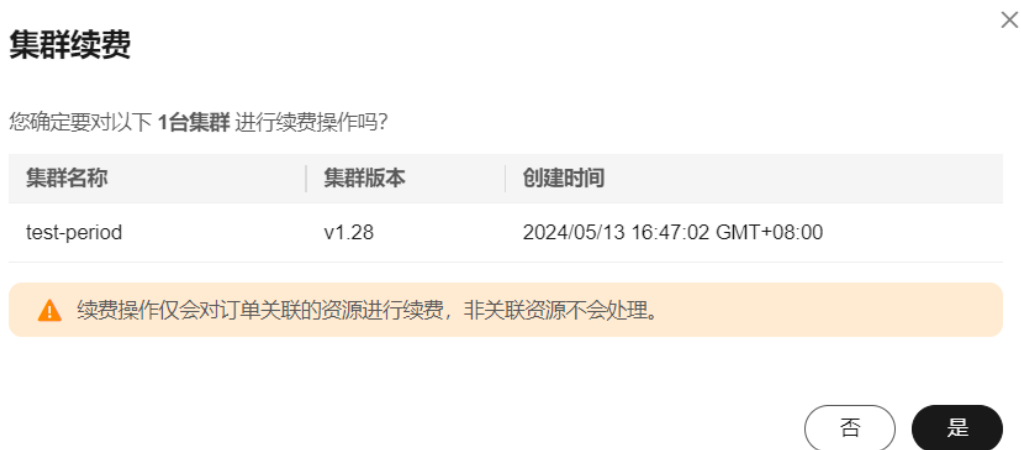 集群续费
您确定要对以下 1台集群 进行续费操作吗?
集群名称 集群版本 创建时间
test-period v1.28 2024/05/13 16:47:02 GMT+08:00
续费操作仅会对订单关联的资源进行续费，非关联资源不会处理。
否 是